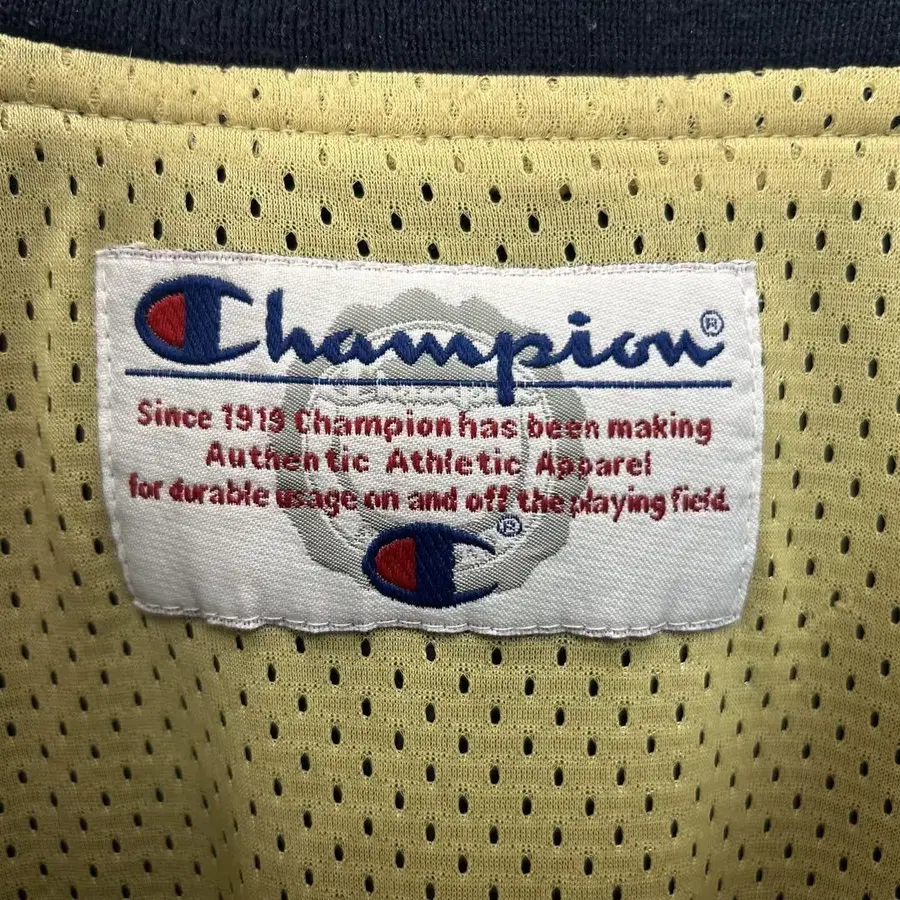 Champion®
Since 1919 Champion has been making
Authentic Athletic Apparel
for durable usage on and off the playing field.
Champion
C®